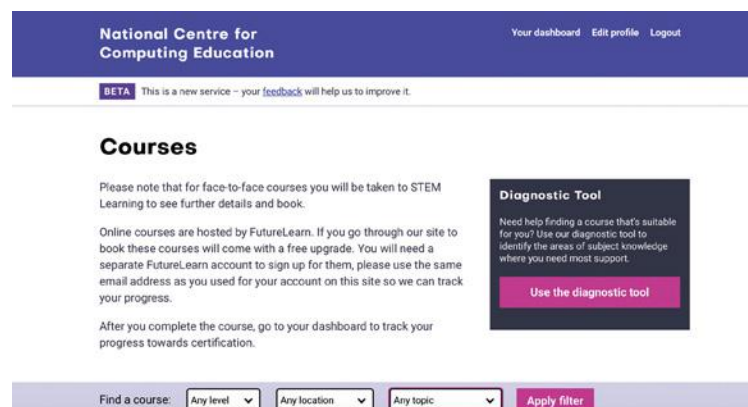 National Centre for
Computing Education
Your dashboard Edit profile Logout
BETA This is a new service – your feedback will help us to improve it.
Courses
Please note that for face-to-face courses you will be taken to STEM
Learning to see further details and book.
Online courses are hosted by FutureLearn. If you go through our site to
book these courses will come with a free upgrade. You will need a
separate FutureLearn account to sign up for them, please use the same
email address as you used for your account on this site so we can track
your progress.
After you complete the course, go to your dashboard to track your
progress towards certification.
Diagnostic Tool
Need help finding a course that's suitable
for you? Use our diagnostic tool to
identify the areas of subject knowledge
where you need most support.
Use the diagnostic tool
Find a course: Any level Any location Any topic Apply filter